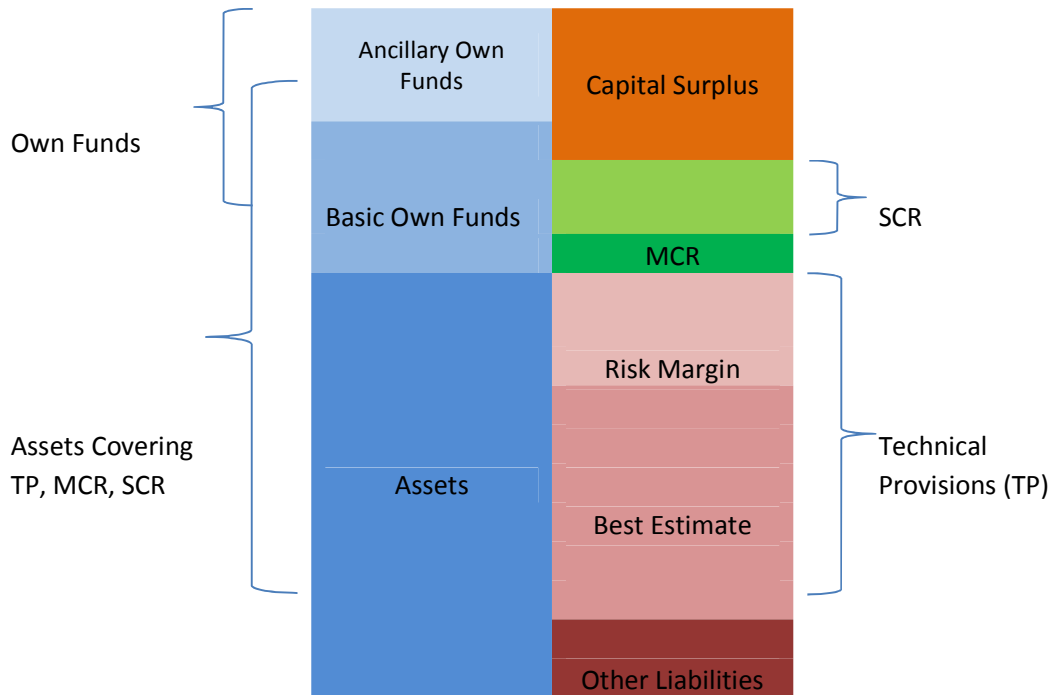 Ancillary Own
Funds
Capital Surplus
Own Funds
Basic Own Funds
SCR
MCR
Risk Margin
Assets Covering
TP, MCR, SCR
Assets
Technical
Provisions (TP)
Best Estimate
Other Liabilities